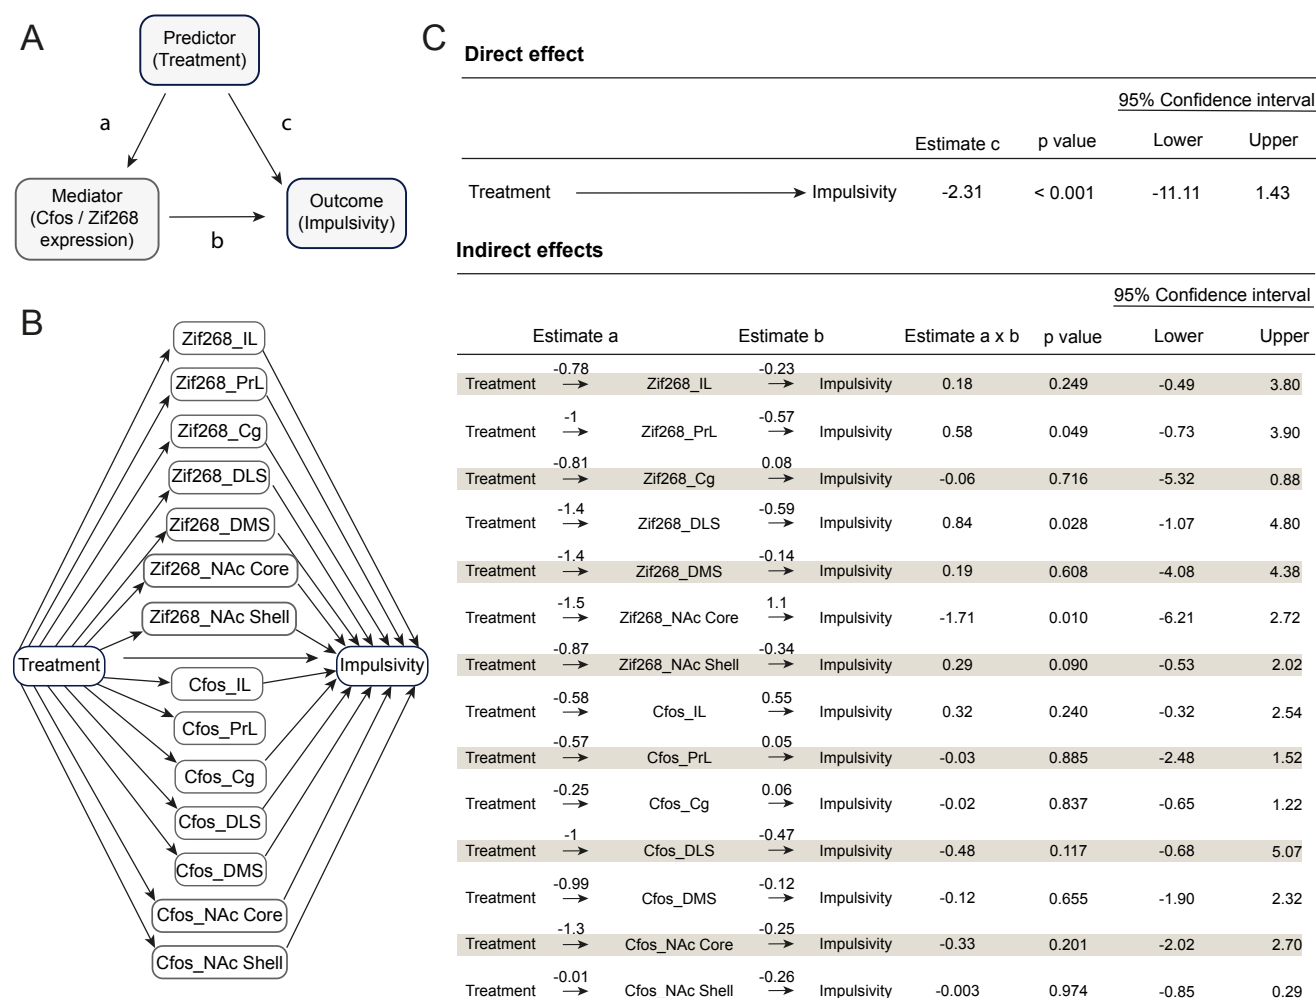 A
Predictor
(Treatment)
a
c
Mediator
(Cfos / Zif268
expression)
b
Outcome
(Impulsivity)
B
Zif268_IL
Zif268_PrL
Zif268_Cg
Zif268_DLS
Zif268_DMS
Zif268_NAc Core
Zif268_NAc Shell
Treatment
Impulsivity
Cfos_IL
Cfos_PrL
Cfos_Cg
Cfos_DLS
Cfos_DMS
Cfos_NAc Core
Cfos_NAc Shell
C
Direct effect
95% Confidence interval
Estimate c p value Lower Upper
Treatment Impulsivity -2.31 < 0.001 -11.11 1.43
Indirect effects
95% Confidence interval
Estimate a Estimate b Estimate a x b p value Lower Upper
-0.78 -0.23
Treatment Zif268_IL Impulsivity 0.18 0.249 -0.49 3.80
-1 -0.57
Treatment Zif268_PrL Impulsivity 0.58 0.049 -0.73 3.90
-0.81 0.08
Treatment Zif268_Cg Impulsivity -0.06 0.716 -5.32 0.88
-1.4 -0.59
Treatment Zif268_DLS Impulsivity 0.84 0.028 -1.07 4.80
-1.4 -0.14
Treatment Zif268_DMS Impulsivity 0.19 0.608 -4.08 4.38
-1.5 1.1
Treatment Zif268_NAc Core Impulsivity -1.71 0.010 -6.21 2.72
-0.87 -0.34
Treatment Zif268_NAc Shell Impulsivity 0.29 0.090 -0.53 2.02
-0.58 0.55
Treatment Cfos_IL Impulsivity 0.32 0.240 -0.32 2.54
-0.57 0.05
Treatment Cfos_PrL Impulsivity -0.03 0.885 -2.48 1.52
-0.25 0.06
Treatment Cfos_Cg Impulsivity -0.02 0.837 -0.65 1.22
-1 -0.47
Treatment Cfos_DLS Impulsivity -0.48 0.117 -0.68 5.07
-0.99 -0.12
Treatment Cfos_DMS Impulsivity -0.12 0.655 -1.90 2.32
-1.3 -0.25
Treatment Cfos_NAc Core Impulsivity -0.33 0.201 -2.02 2.70
-0.01 -0.26
Treatment Cfos_NAc Shell Impulsivity -0.003 0.974 -0.85 0.29